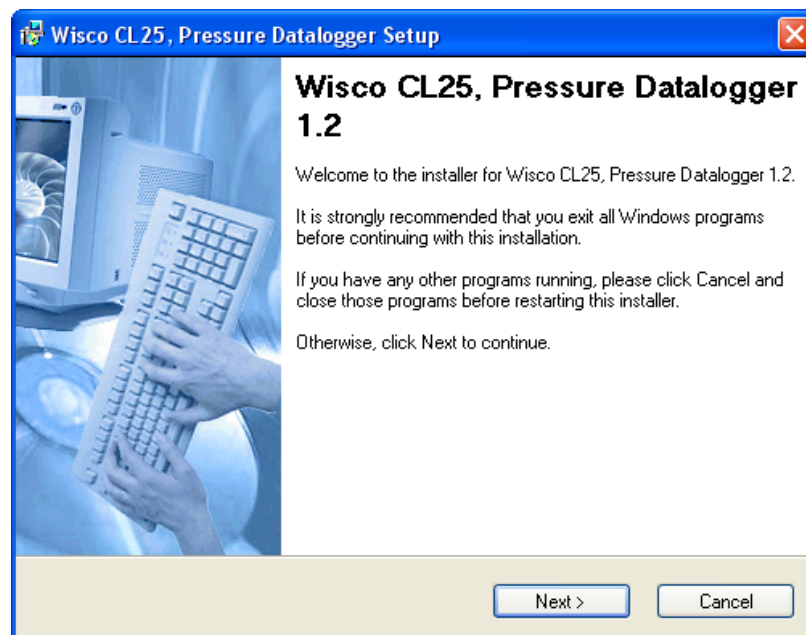 Wisco CL25, Pressure Datalogger Setup
Wisco CL25, Pressure Datalogger
1.2
Welcome to the installer for Wisco CL25, Pressure Datalogger 1.2.
It is strongly recommended that you exit all Windows programs
before continuing with this installation.
If you have any other programs running, please click Cancel and
close those programs before restarting this installer.
Otherwise, click Next to continue.
Next >
Cancel